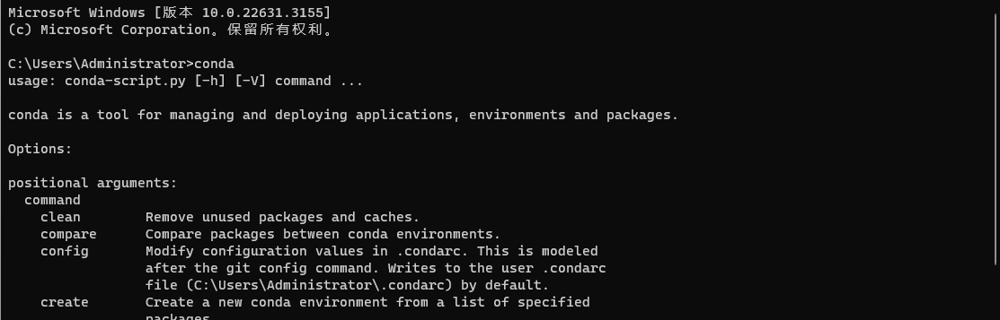 Microsoft Windows [版本 10.0.22631.3155]
(c) Microsoft Corporation。保留所有权利。
C:\Users\Administrator>conda
usage: conda-script.py [-h] [-V] command ...
conda is a tool for managing and deploying applications, environments and packages.
Options:
positional arguments:
command
clean Remove unused packages and caches.
compare Compare packages between conda environments.
config Modify configuration values in .condarc. This is modeled
after the git config command. Writes to the user .condarc
file (C:\Users\Administrator\.condarc) by default.
create Create a new conda environment from a list of specified
packages.